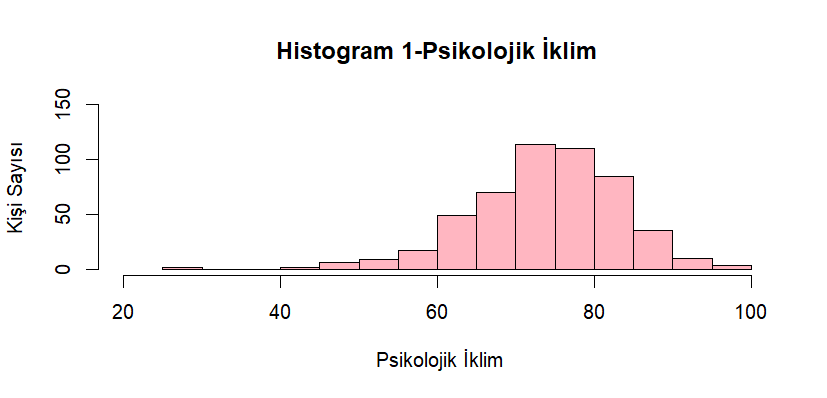 Histogram 1-Psikolojik İklim
Kişi Sayısı
150
100
50
0
20 40 60 80 100
Psikolojik İklim